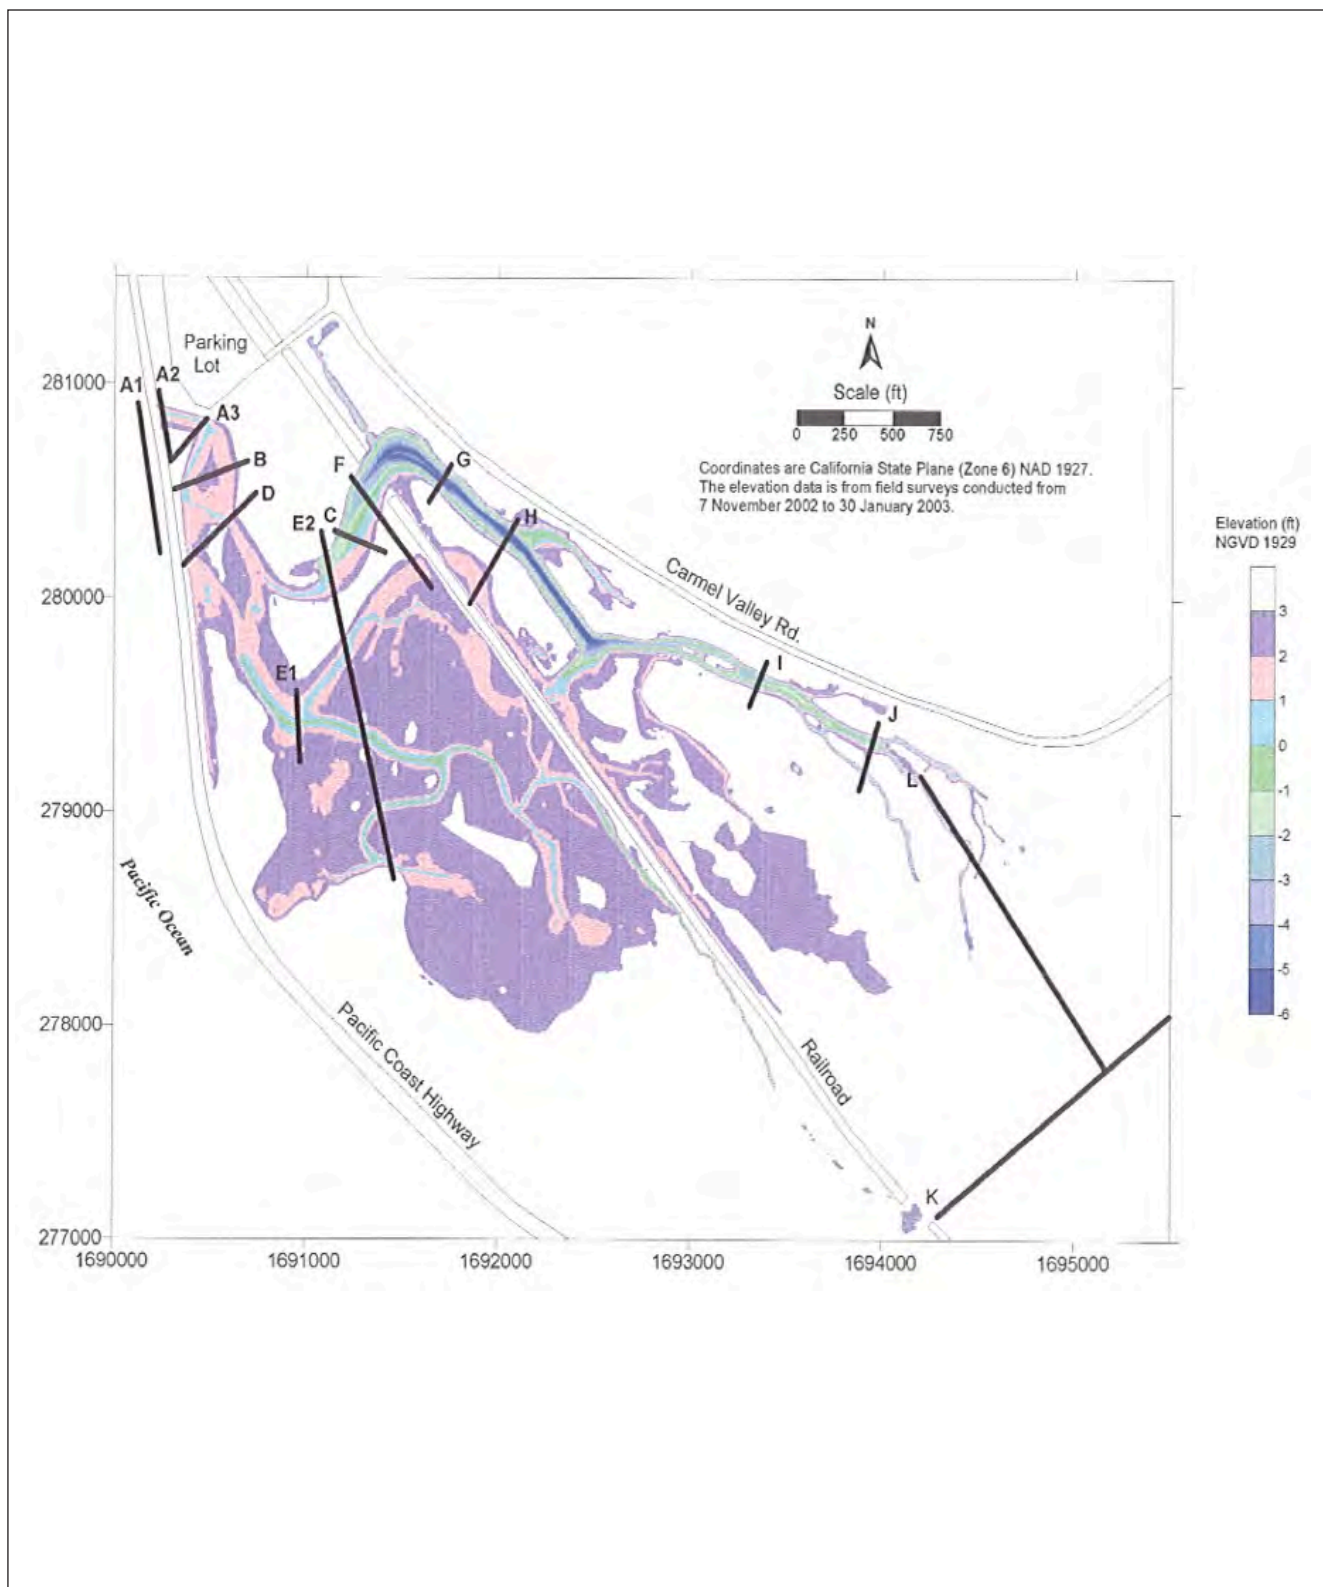 Parking
Lot
281000
A1
A2
A3
B
D
F
G
C
E2
H
N
Scale (ft)
0 250 500 750
Coordinates are California State Plane (Zone 6) NAD 1927.
The elevation data is from field surveys conducted from
7 November 2002 to 30 January 2003.
Elevation (ft)
NGVD 1929
3
2
1
0
-1
-2
-3
-4
-5
-6
280000
Carmel Valley Rd.
E1
I
J
L
279000
Pacific Ocean
278000
Pacific Coast Highway
Railroad
K
277000
1690000 1691000 1692000 1693000 1694000 1695000